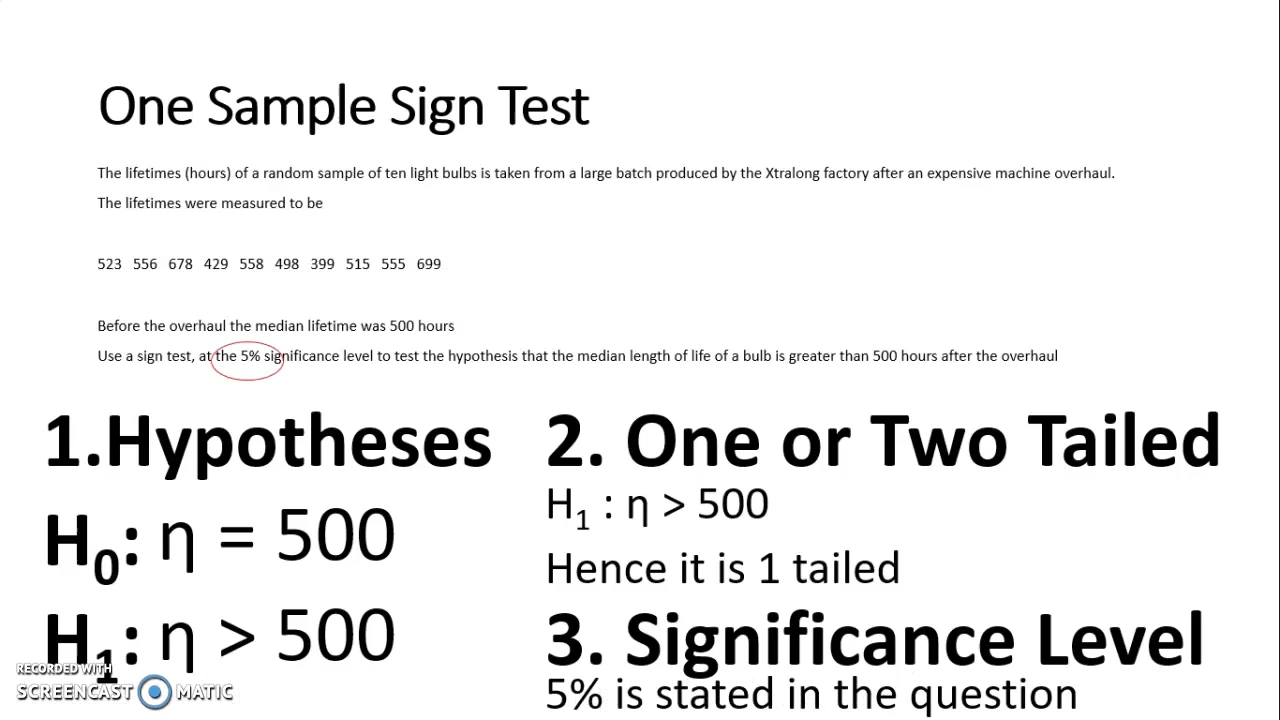 One Sample Sign Test
The lifetimes (hours) of a random sample of ten light bulbs is taken from a large batch produced by the Xtralong factory after an expensive machine overhaul.
The lifetimes were measured to be
523 556 678 429 558 498 399 515 555 699
Before the overhaul the median lifetime was 500 hours
Use a sign test, at the 5% significance level to test the hypothesis that the median length of life of a bulb is greater than 500 hours after the overhaul
1.Hypotheses
H₀: η = 500
H₁: η > 500
2. One or Two Tailed
H₁ : η > 500
Hence it is 1 tailed
3. Significance Level
5% is stated in the question
RECORDED WITH
SCREENCAST MATIC